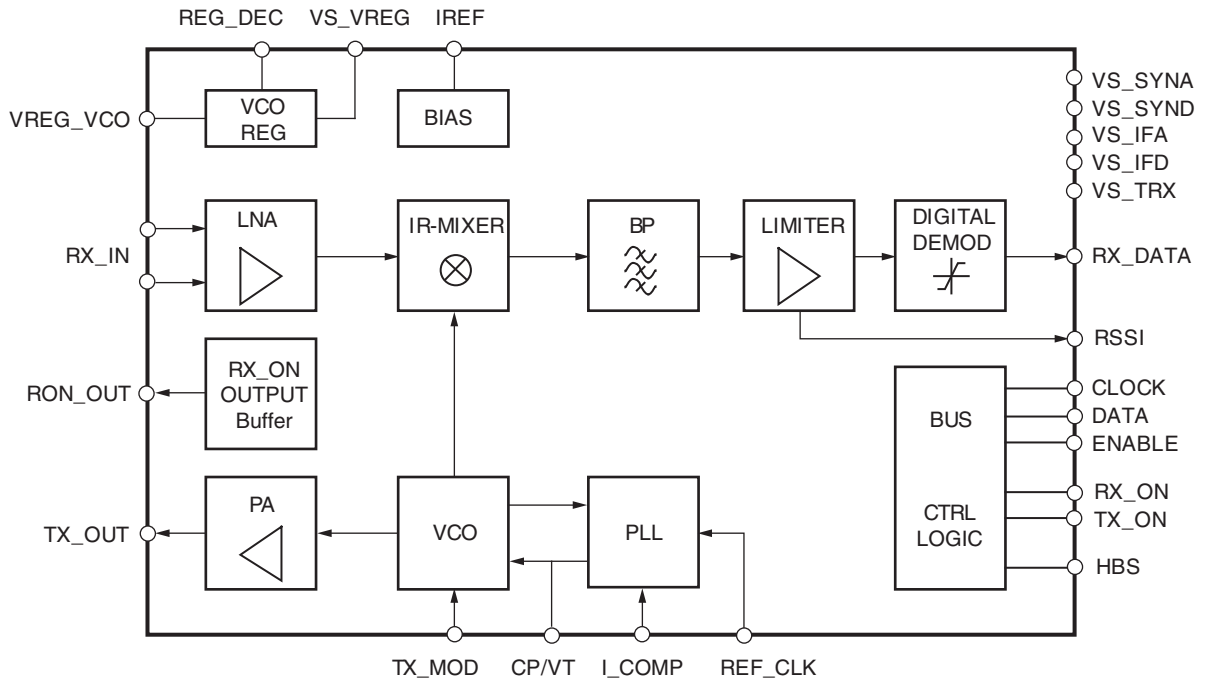 REG_DEC VS_VREG IREF
VREG_VCO
VCO
REG
BIAS
VS_SYNA
VS_SYND
VS_IFA
VS_IFD
VS_TRX
RX_IN
LNA
IR-MIXER
BP
LIMITER
DIGITAL
DEMOD
RX_DATA
RSSI
RON_OUT
RX_ON
OUTPUT
Buffer
BUS
CTRL
LOGIC
CLOCK
DATA
ENABLE
RX_ON
TX_ON
HBS
TX_OUT
PA
VCO
PLL
TX_MOD CP/VT I_COMP REF_CLK